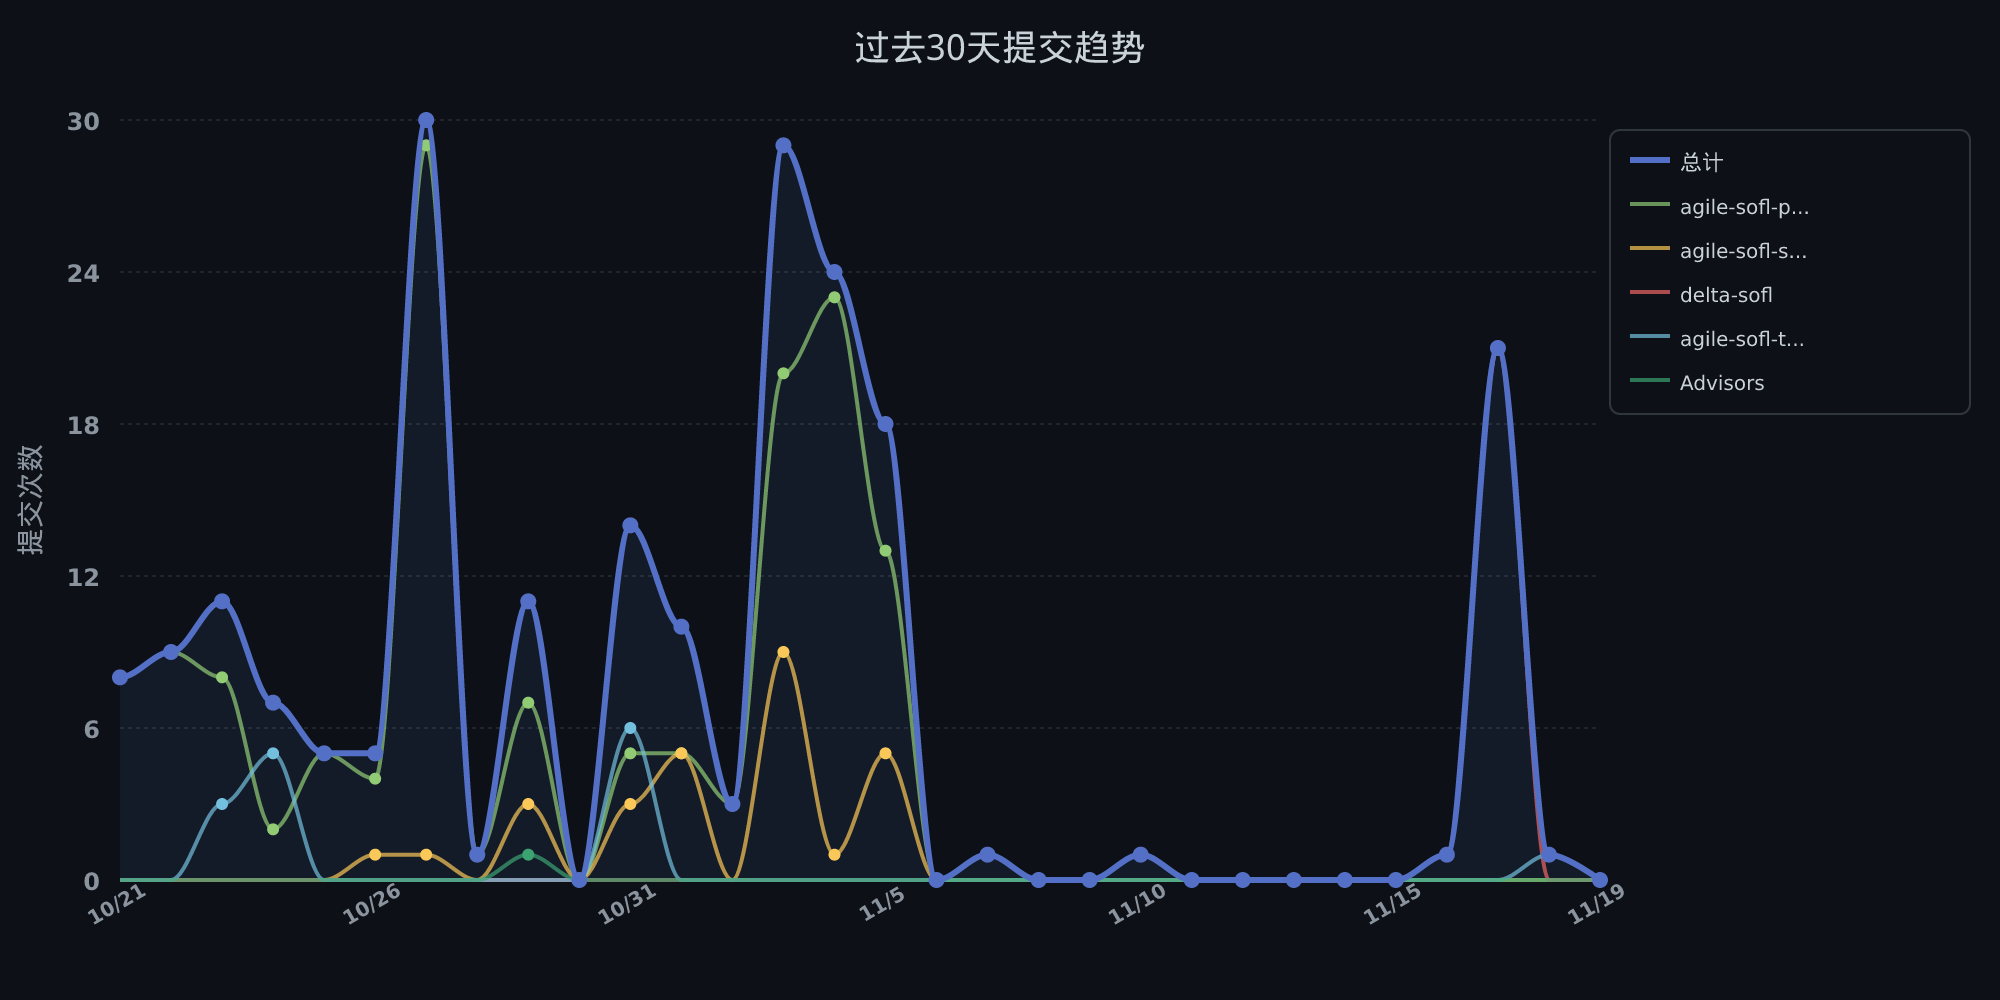 过去30天提交趋势
30
24
18
12
6
0
提交次数
10/21
10/26
10/31
11/5
11/10
11/15
11/19
总计
agile-sofl-p...
agile-sofl-s...
delta-sofl
agile-sofl-t...
Advisors